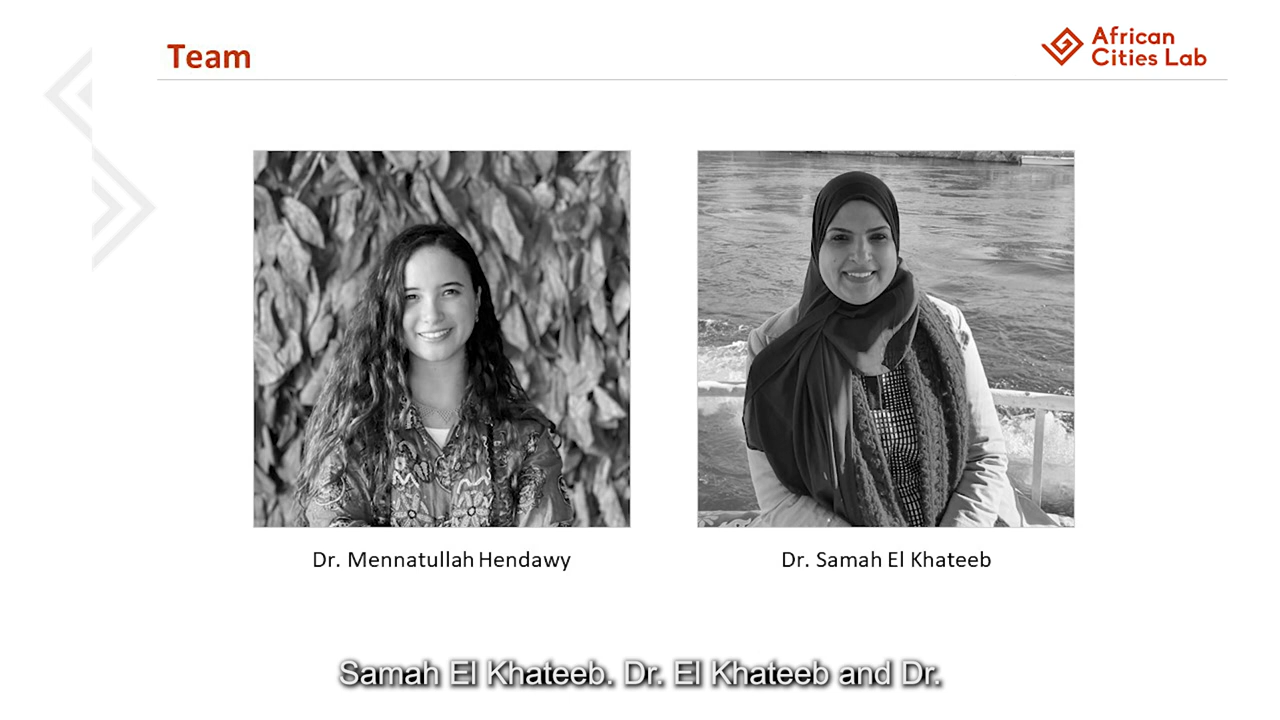 Team
African
Cities Lab
Dr. Mennatullah Hendawy
Dr. Samah El Khateeb
Samah El Khateeb. Dr. El Khateeb and Dr.